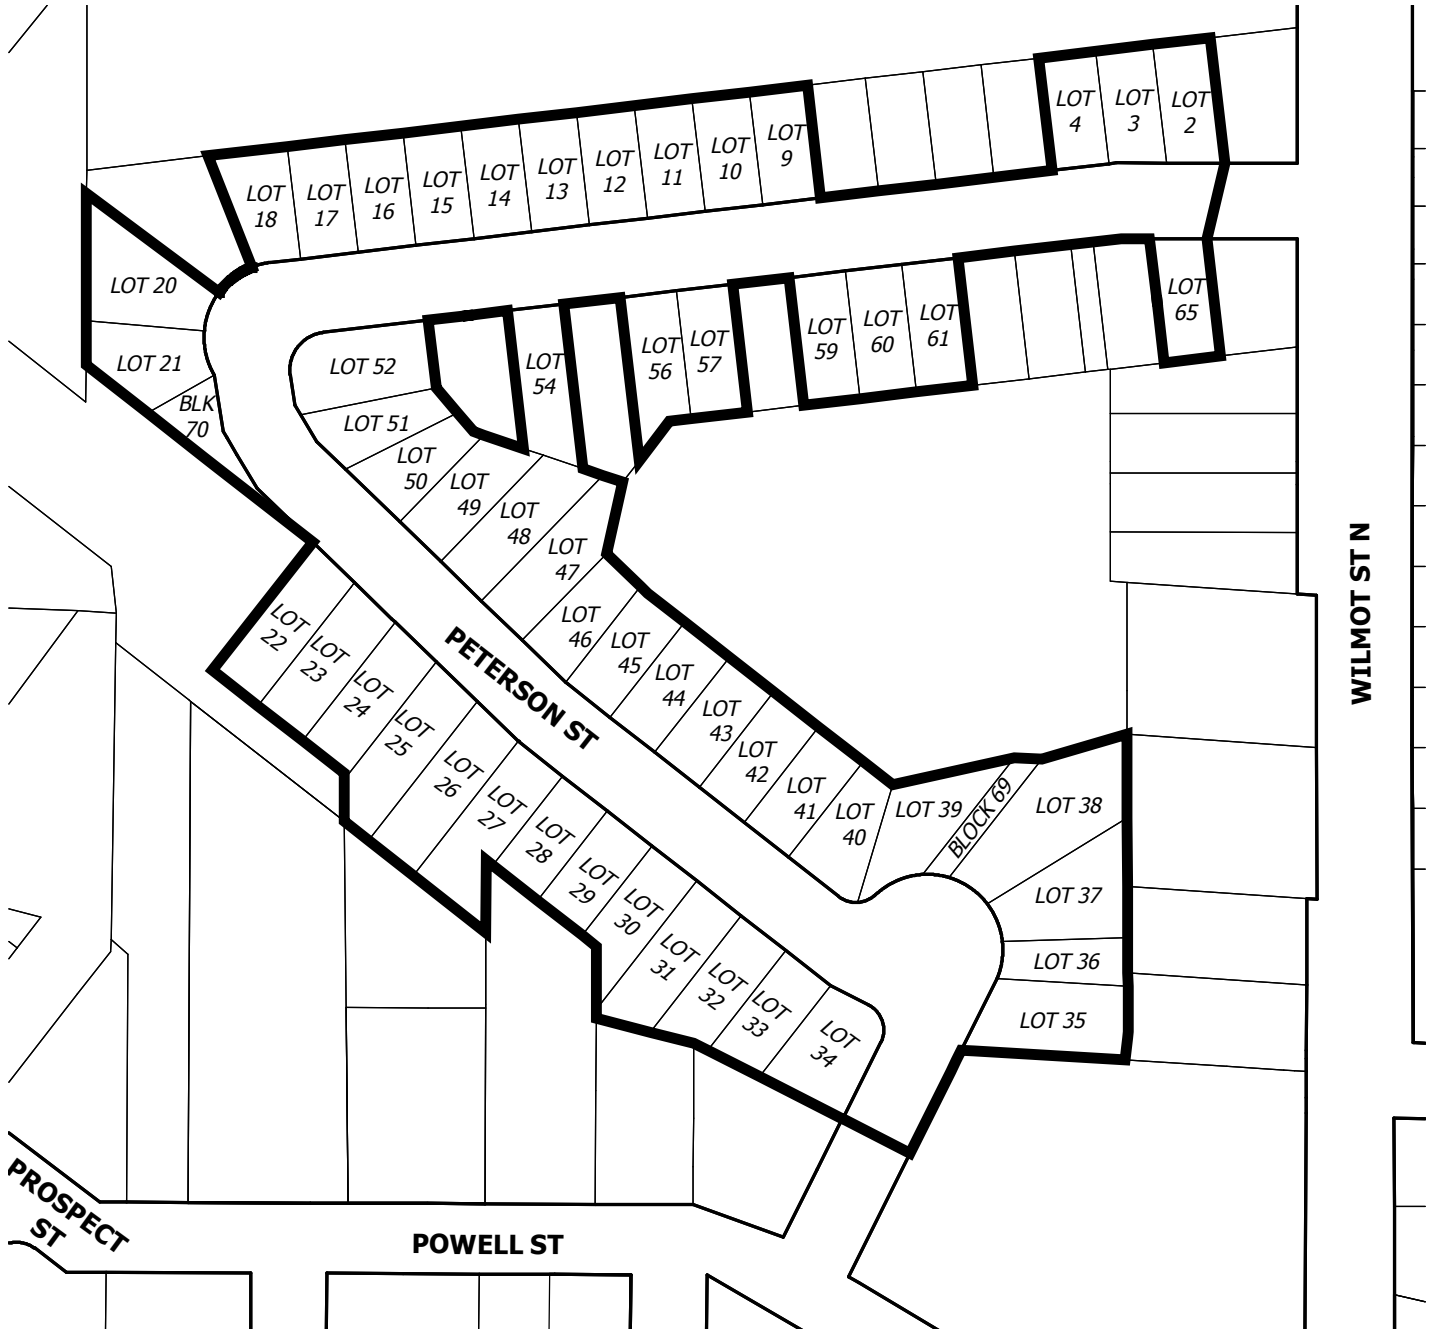 LOT
4
LOT
3
LOT
2
LOT
9
LOT
10
LOT
11
LOT
12
LOT
13
LOT
14
LOT
15
LOT
16
LOT
17
LOT
18
LOT 20
LOT 21
BLK
70
LOT
65
LOT
61
LOT
60
LOT
59
LOT
57
LOT
56
LOT
54
LOT 52
LOT 51
LOT
50
LOT
49
LOT
48
LOT
47
LOT
46
LOT
45
LOT
44
LOT
43
LOT
42
LOT
41
LOT
40
LOT 39
BLOCK 69
LOT 38
LOT 37
LOT 36
LOT 35
LOT
22
LOT
23
LOT
24
LOT
25
LOT
26
LOT
27
LOT
28
LOT
29
LOT
30
LOT
31
LOT
32
LOT
33
LOT
34
PETERSON ST
WILMOT ST N
PROSPECT
ST
POWELL ST